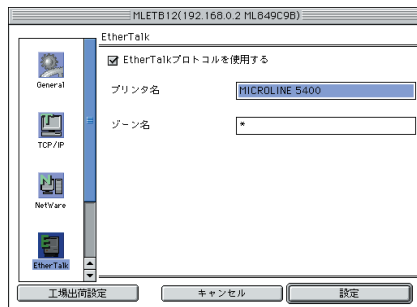 MLETB12(192.168.0.2 ML849C9B)
EtherTalk
EtherTalkプロトコルを使用する
プリンタ名
MICROLINE 5400
ゾーン名
*
General
TCP/IP
NetWare
EtherTalk
工場出荷設定
キャンセル
設定